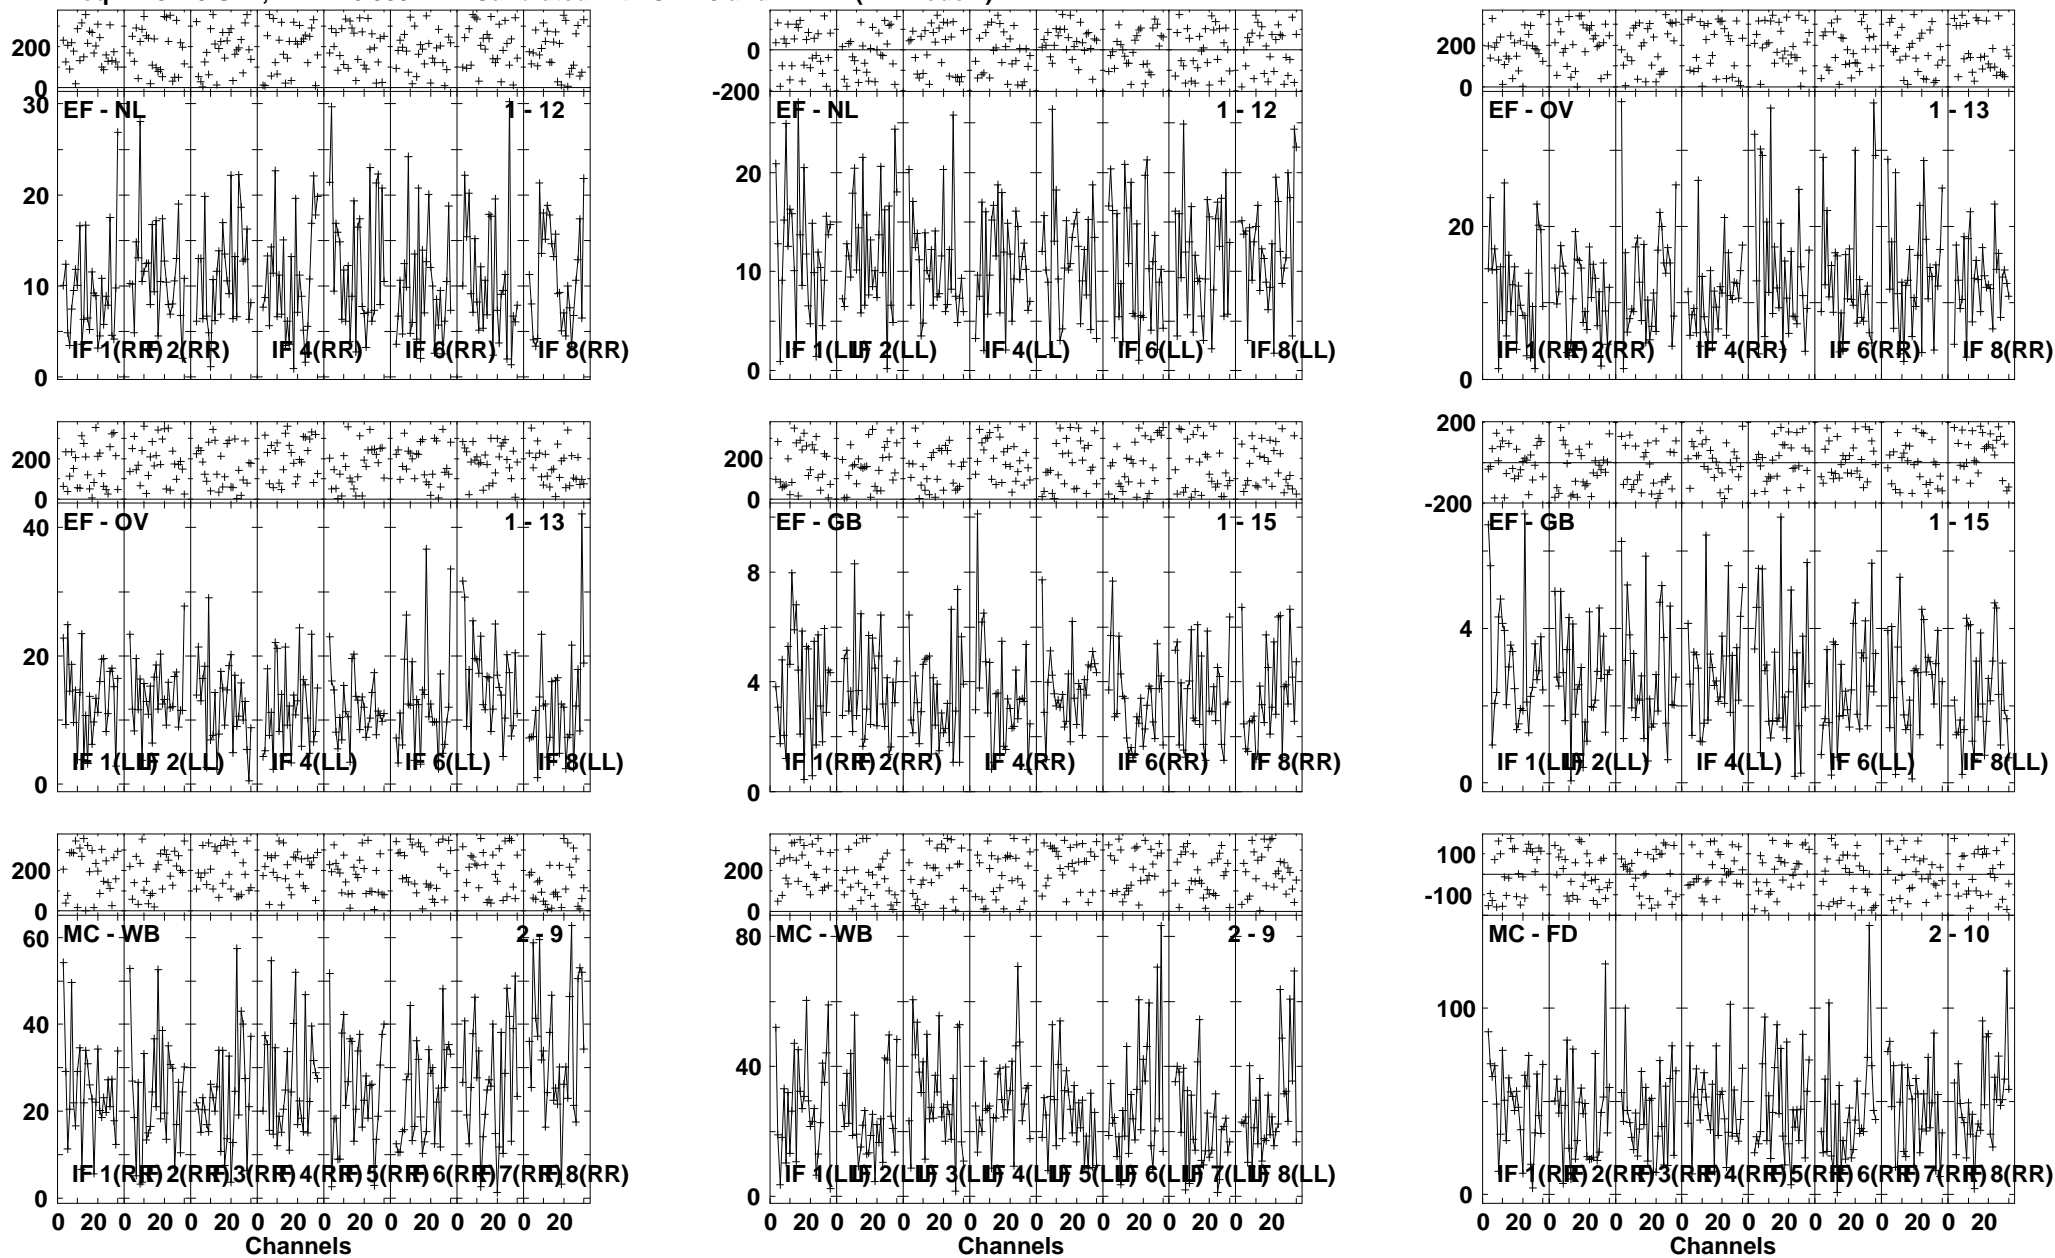 200
0
30
20
10
0
EF - NL 1 - 12
IF 1(RR) IF 2(RR) IF 4(RR) IF 6(RR) IF 8(RR)
0
-200
20
10
0
EF - NL 1 - 12
IF 1(LL) IF 2(LL) IF 4(LL) IF 6(LL) IF 8(LL)
200
0
20
0
EF - OV 1 - 13
IF 1(RR) IF 2(RR) IF 4(RR) IF 6(RR) IF 8(RR)
200
0
40
20
0
EF - OV 1 - 13
IF 1(LL) IF 2(LL) IF 4(LL) IF 6(LL) IF 8(LL)
200
0
8
4
0
EF - GB 1 - 15
IF 1(RR) IF 2(RR) IF 4(RR) IF 6(RR) IF 8(RR)
200
-200
4
0
EF - GB 1 - 15
IF 1(LL) IF 2(LL) IF 4(LL) IF 6(LL) IF 8(LL)
200
0
60
40
20
0
MC - WB 2 - 9
IF 1(RR) IF 2(RR) IF 3(RR) IF 4(RR) IF 5(RR) IF 6(RR) IF 7(RR) IF 8(RR)
0 20 0 20 0 20 0 20 0 20 0 20 0 20 0 20
Channels
200
0
80
40
0
MC - WB 2 - 9
IF 1(LL) IF 2(LL) IF 3(LL) IF 4(LL) IF 5(LL) IF 6(LL) IF 7(LL) IF 8(LL)
0 20 0 20 0 20 0 20 0 20 0 20 0 20 0 20
Channels
100
-100
100
0
MC - FD 2 - 10
IF 1(RR) IF 2(RR) IF 3(RR) IF 4(RR) IF 5(RR) IF 6(RR) IF 7(RR) IF 8(RR)
0 20 0 20 0 20 0 20 0 20 0 20 0 20 0 20
Channels